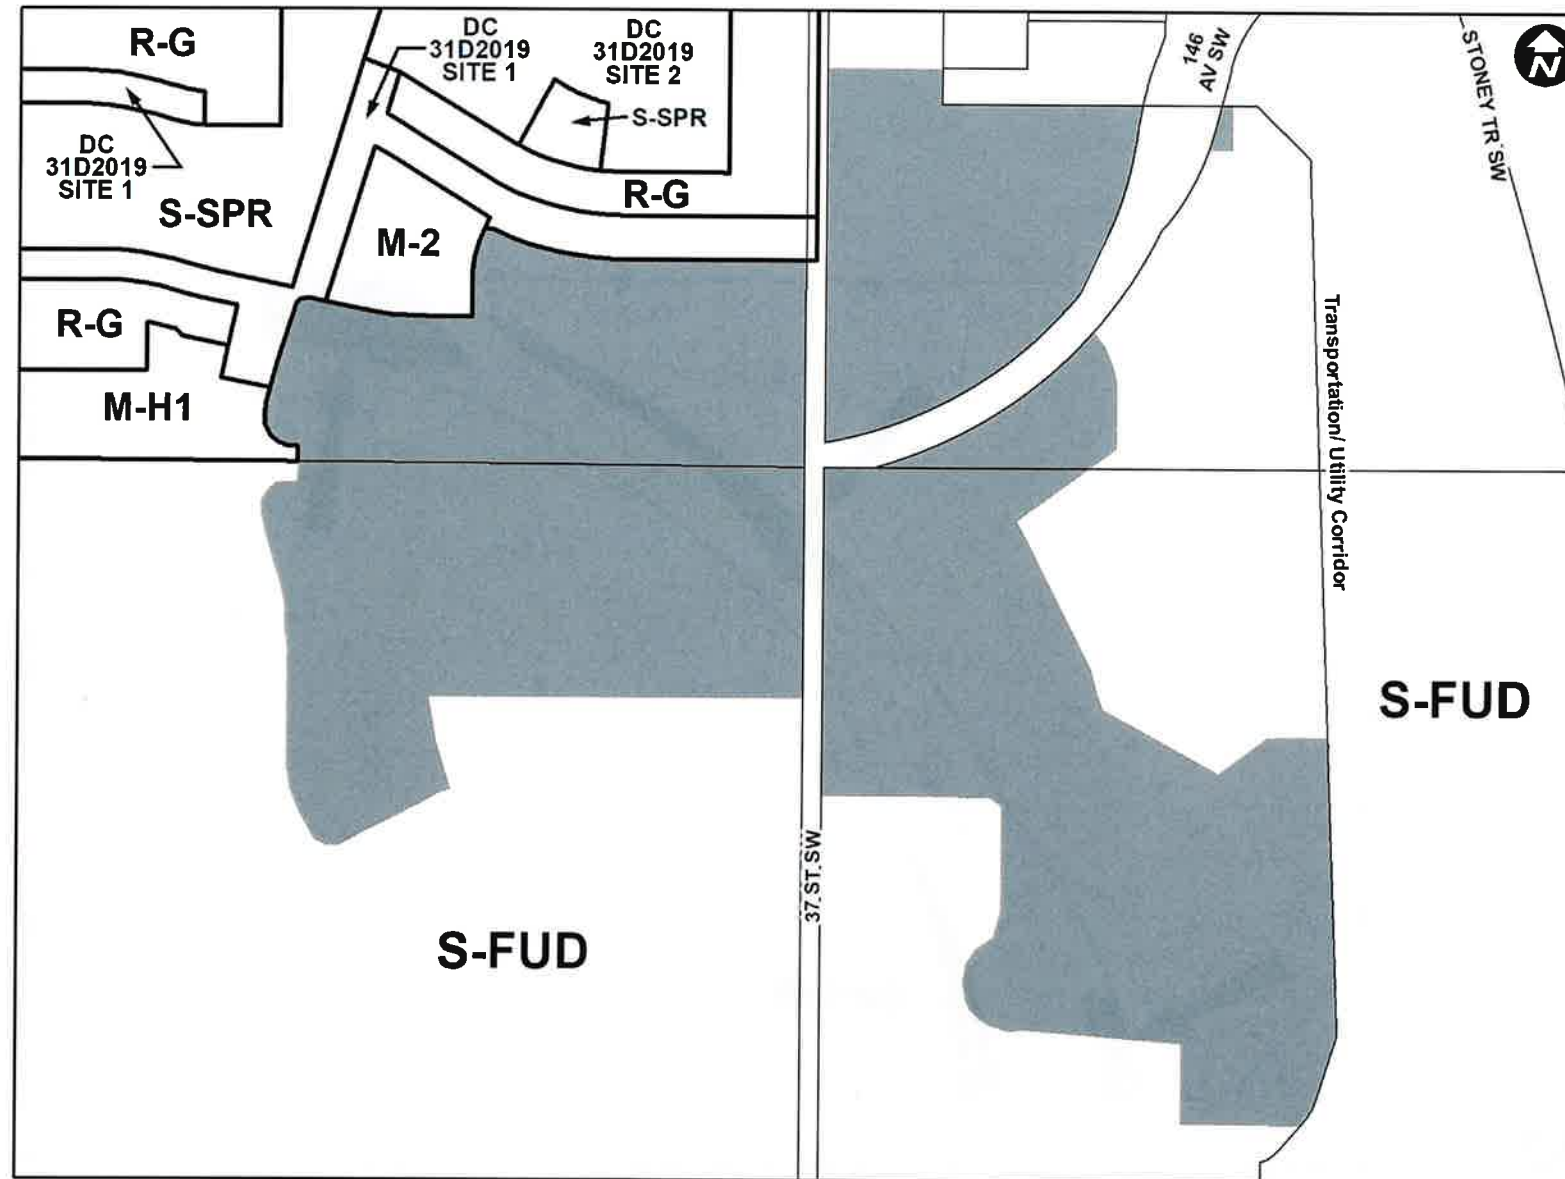 R-G
DC
31D2019
SITE 1
DC
31D2019
SITE 2
S-SPR
146
AV SW
STONEY TR SW
N
DC
31D2019
SITE 1
S-SPR
R-G
M-2
R-G
M-H1
Transportation/ Utility Corridor
S-FUD
37 ST SW
S-FUD